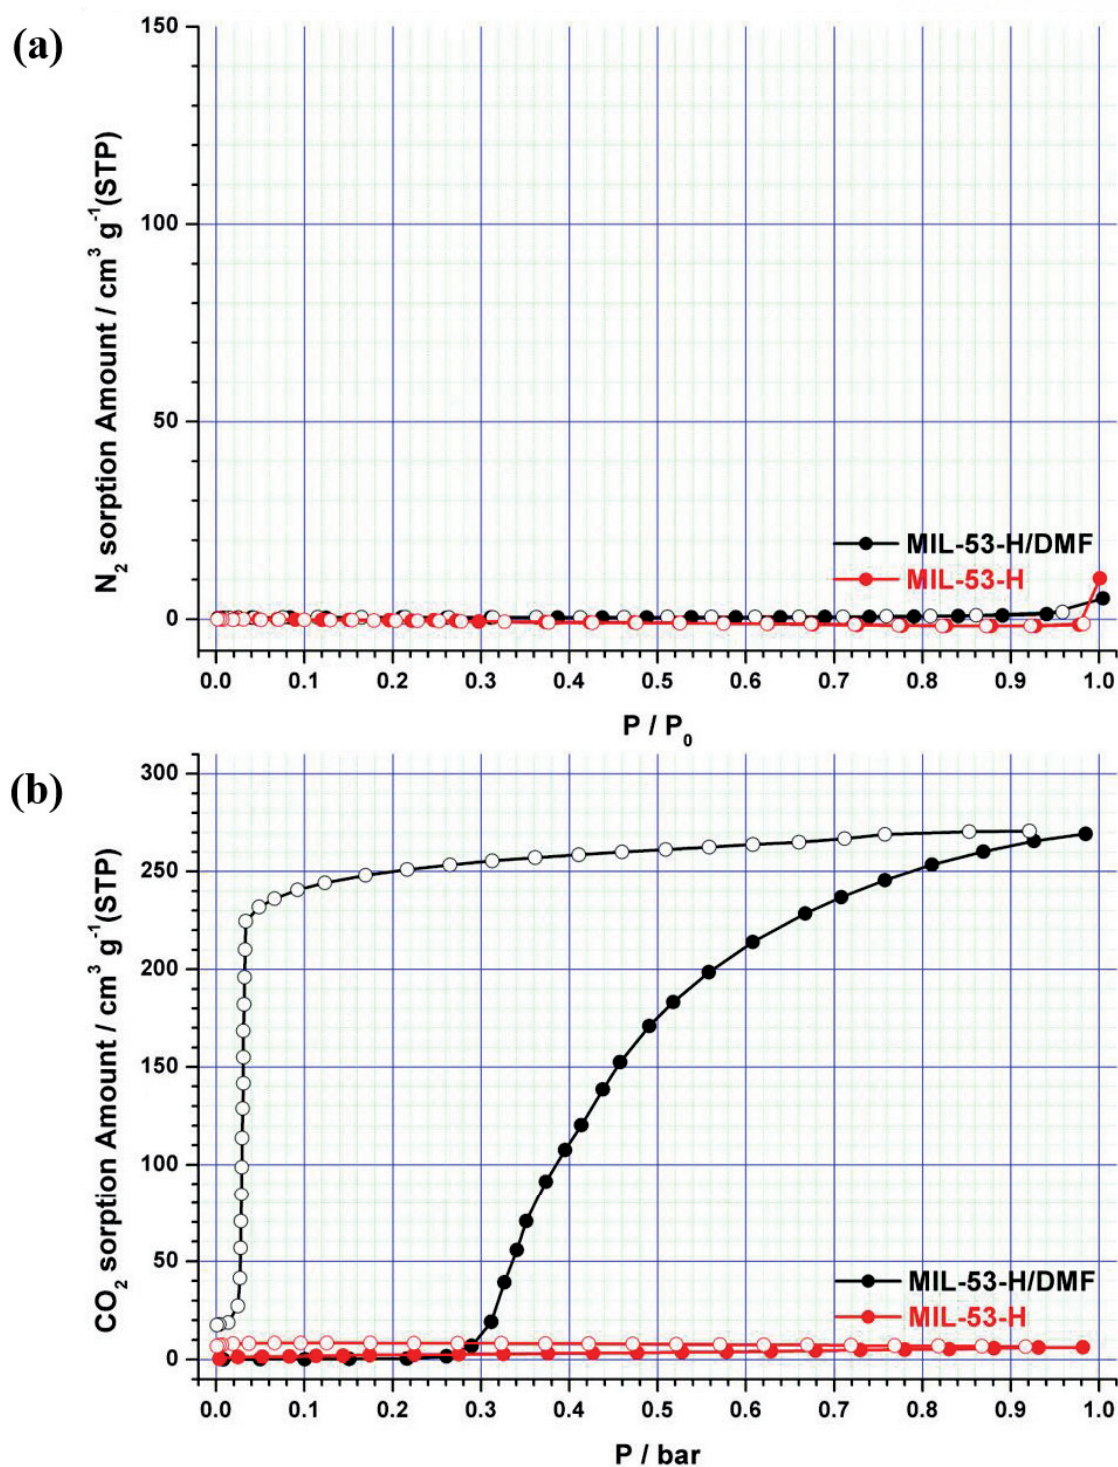 (a)
150
100
50
0
N₂ sorption Amount / cm³ g⁻¹(STP)
MIL-53-H/DMF
MIL-53-H
0.0 0.1 0.2 0.3 0.4 0.5 0.6 0.7 0.8 0.9 1.0
P / P₀
(b)
300
250
200
150
100
50
0
CO₂ sorption Amount / cm³ g⁻¹(STP)
MIL-53-H/DMF
MIL-53-H
0.0 0.1 0.2 0.3 0.4 0.5 0.6 0.7 0.8 0.9 1.0
P / bar